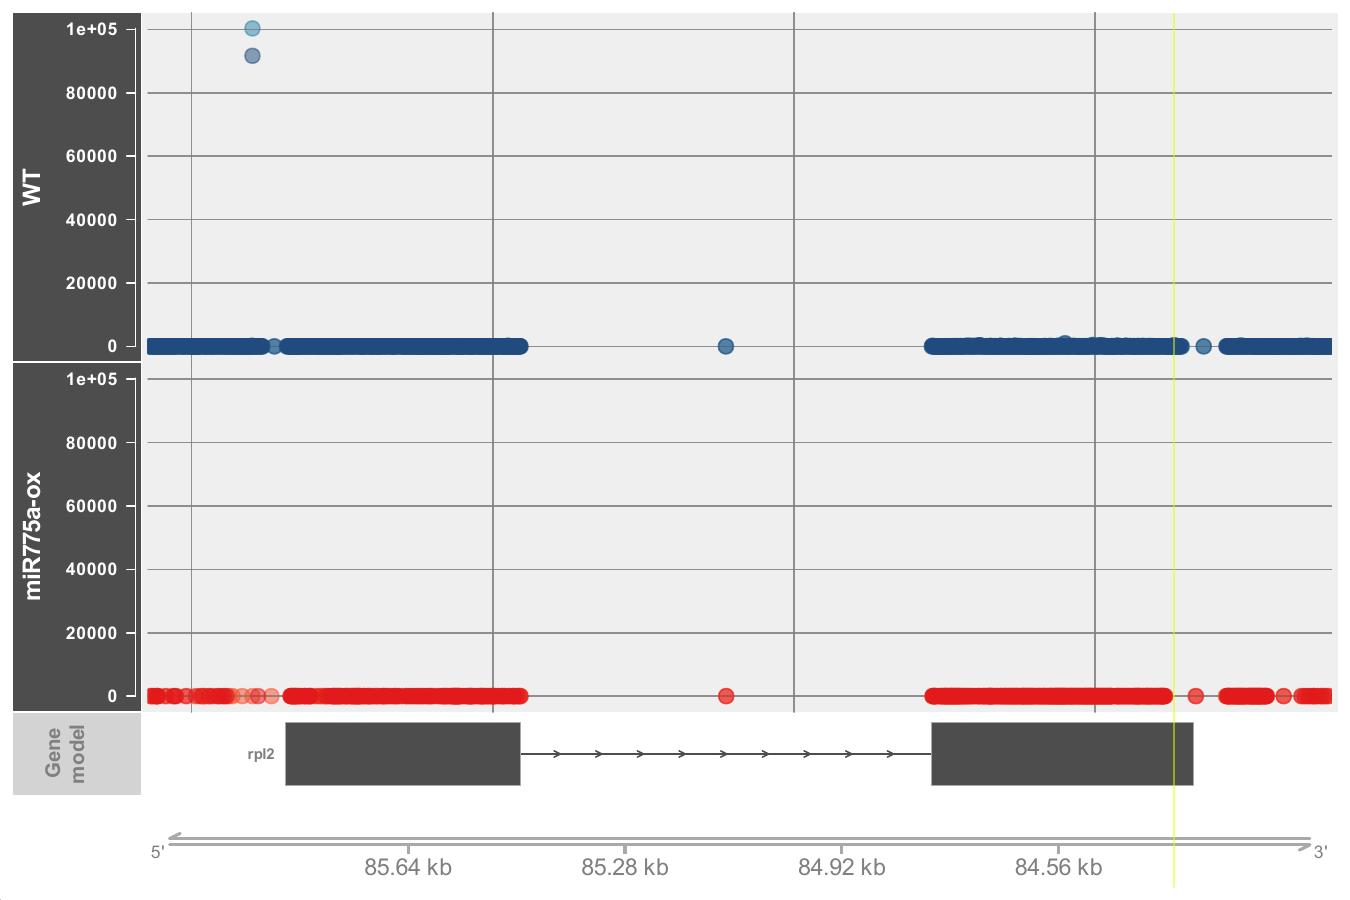 WT
1e+05
80000
60000
40000
20000
0
miR775a-ox
1e+05
80000
60000
40000
20000
0
Gene
model
rpl2
5'
3'
85.64 kb
85.28 kb
84.92 kb
84.56 kb